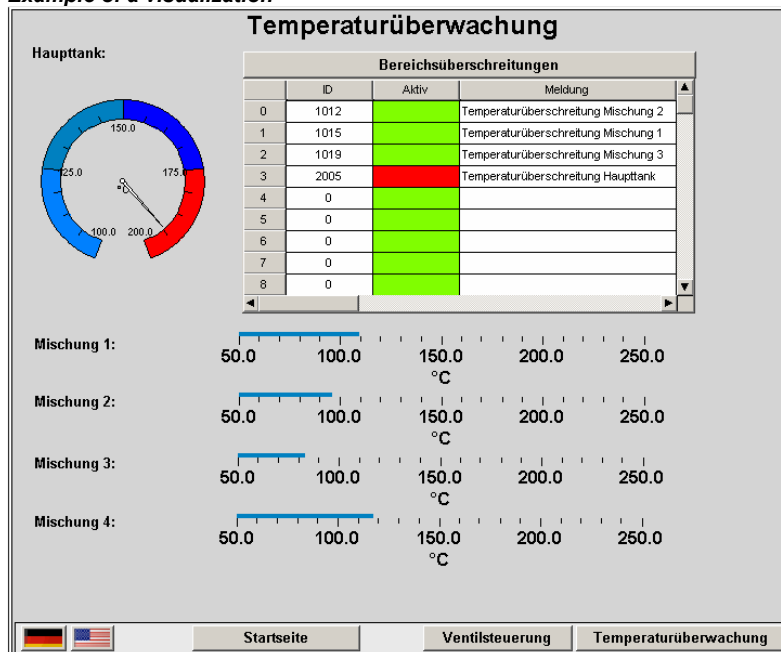 Example of a visualization
Temperaturüberwachung
Haupttank:
150.0
175.0
100.0 200.0
°C
Bereichsüberschreitungen
ID Aktiv Meldung
0 1012 Temperaturüberschreitung Mischung 2
1 1015 Temperaturüberschreitung Mischung 1
2 1019 Temperaturüberschreitung Mischung 3
3 2005 Temperaturüberschreitung Haupttank
4 0
5 0
6 0
7 0
8 0
Mischung 1:
50.0 100.0 150.0 200.0 250.0
°C
Mischung 2:
50.0 100.0 150.0 200.0 250.0
°C
Mischung 3:
50.0 100.0 150.0 200.0 250.0
°C
Mischung 4:
50.0 100.0 150.0 200.0 250.0
°C
Startseite Ventilsteuerung Temperaturüberwachung